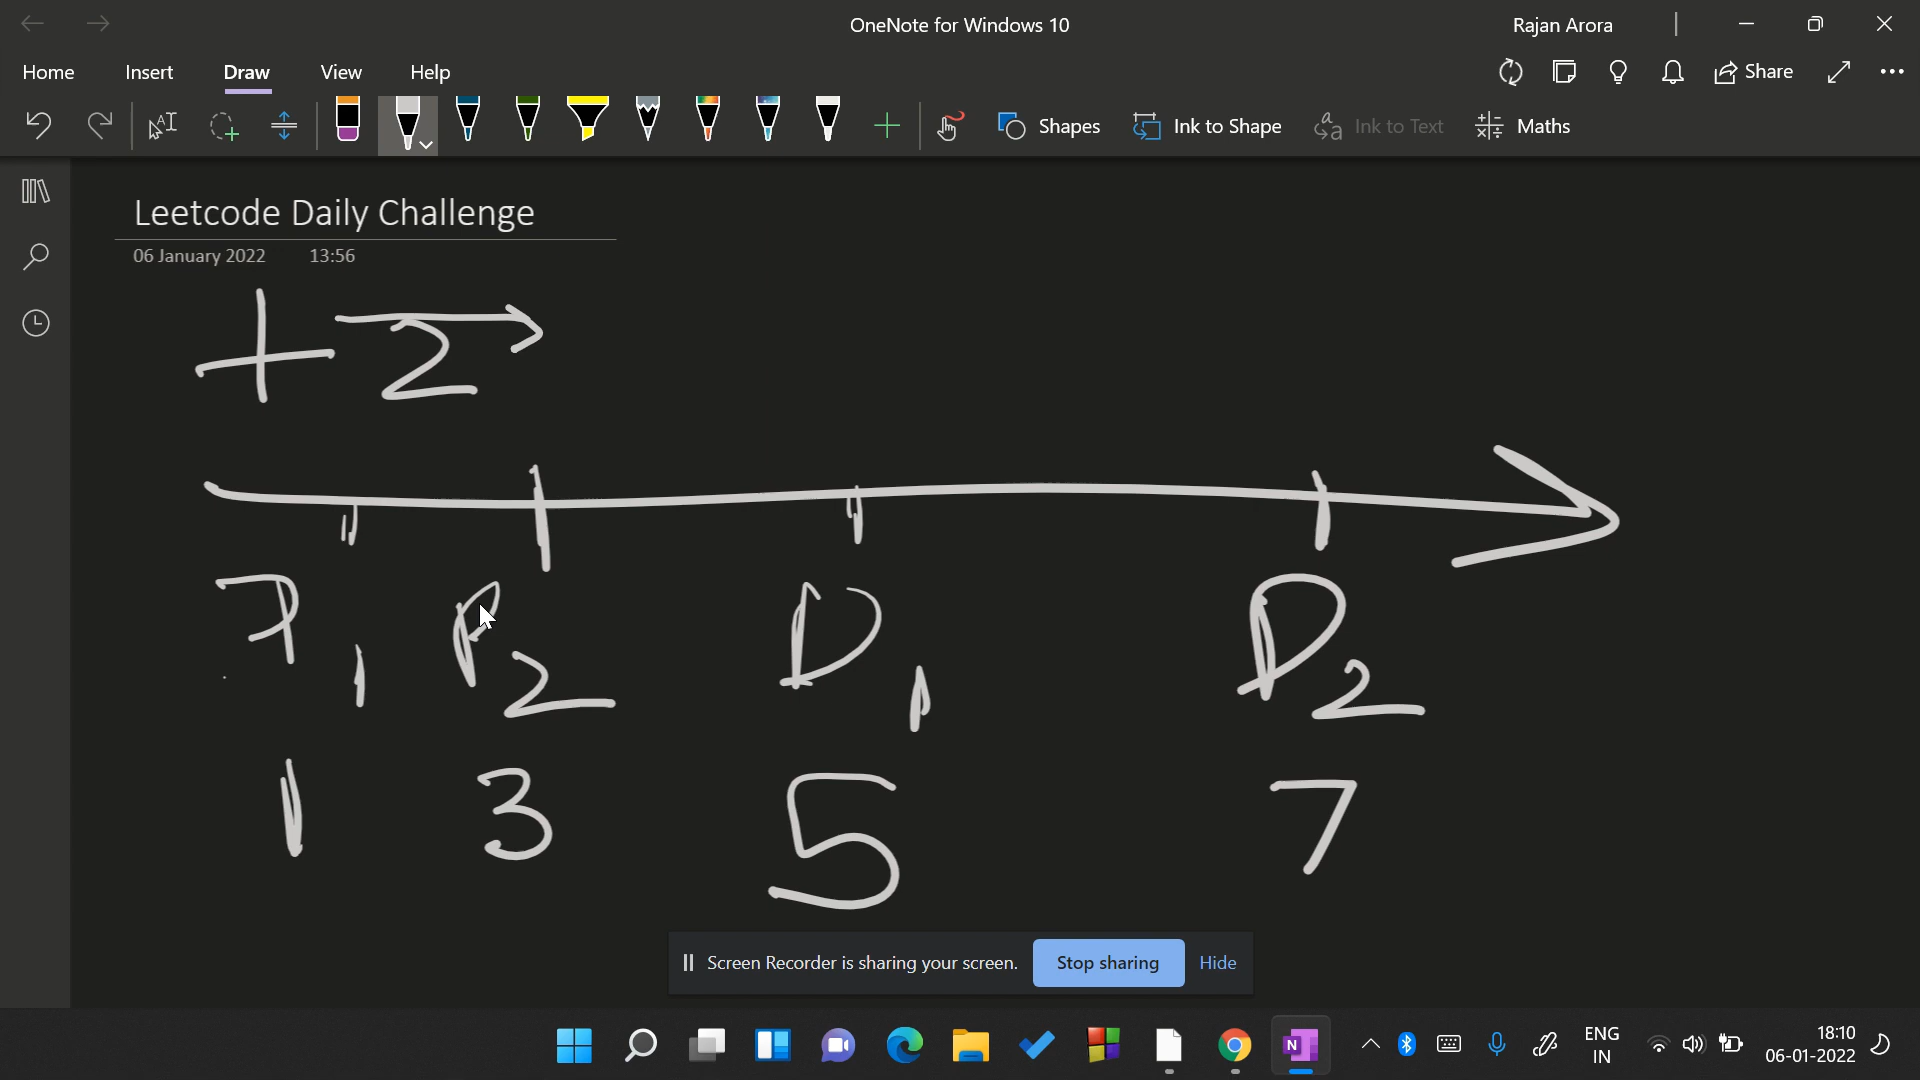 OneNote for Windows 10 Rajan Arora
Home Insert Draw View Help Share
Shapes Ink to Shape Ink to Text Maths
Leetcode Daily Challenge
06 January 2022 13:56
+2
P1 P2 D1 D2
1 3 5 7
Screen Recorder is sharing your screen. Stop sharing Hide
ENG 18:10
IN 06-01-2022